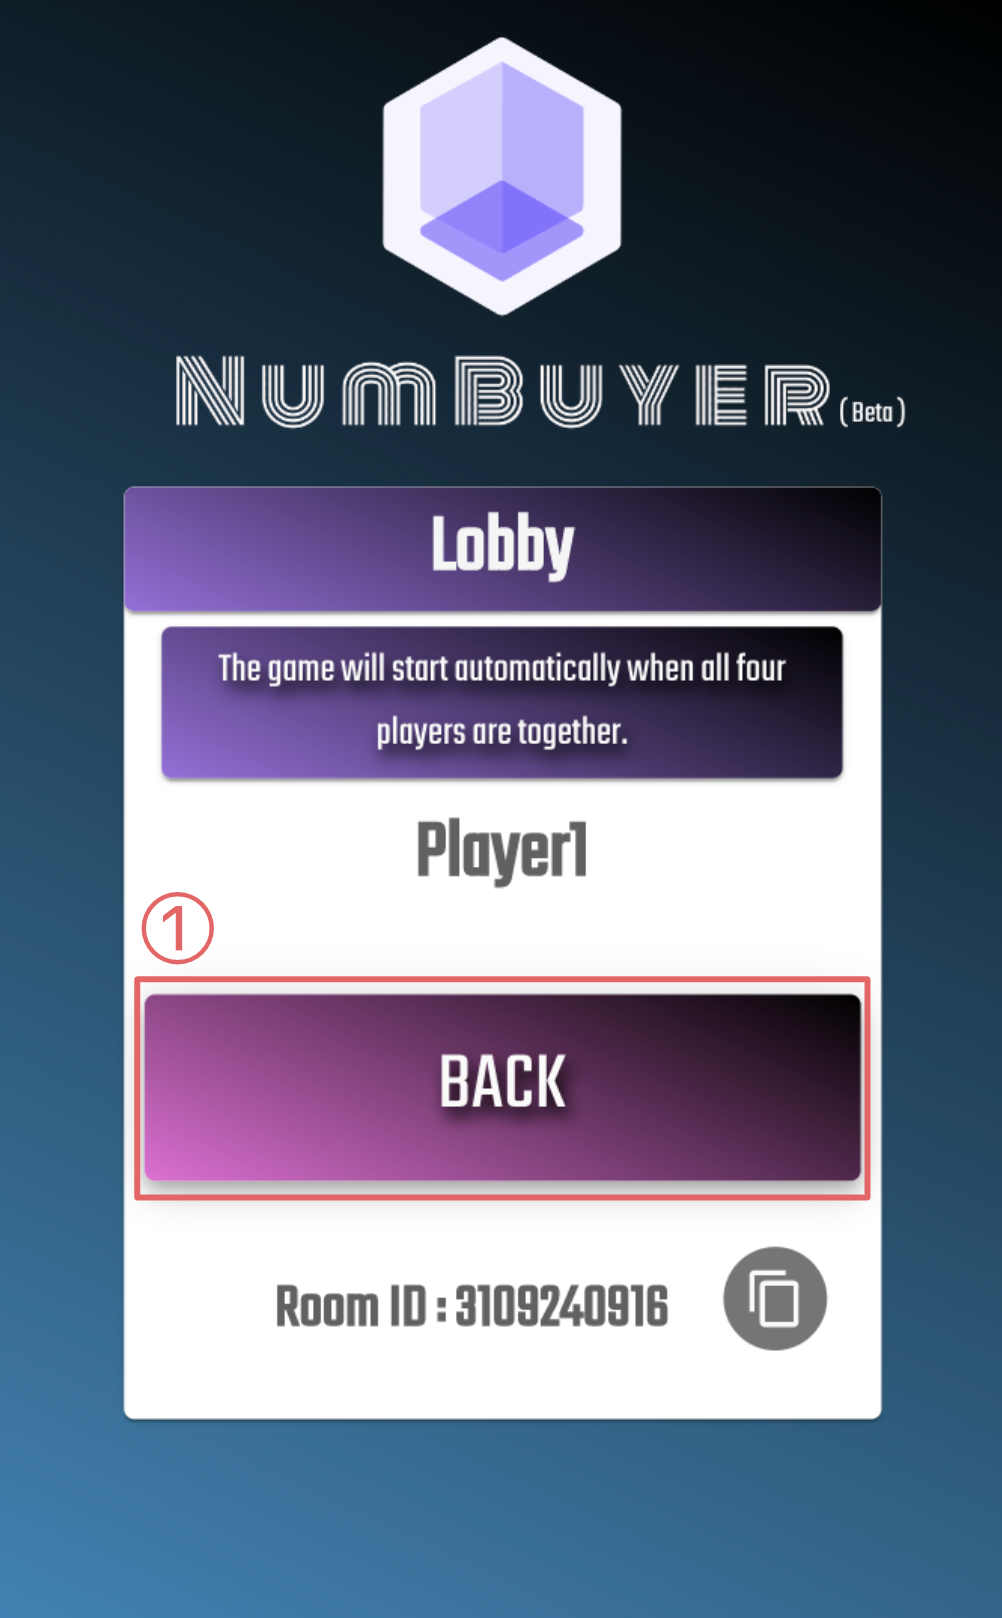 NumBuyer (Beta)
Lobby
The game will start automatically when all four
players are together.
Player1
①
BACK
Room ID : 3109240916